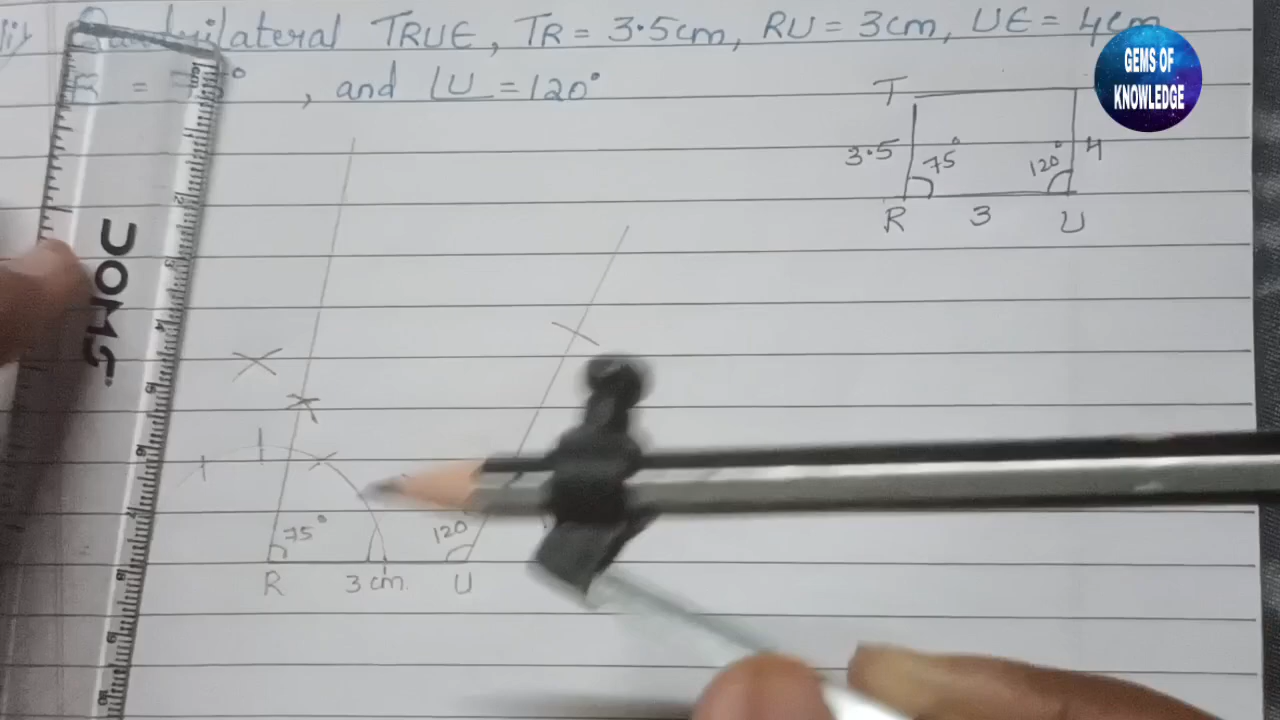 Quadrilateral TRUE, TR = 3.5cm, RU = 3cm, UE = 4cm
= °, and ∠U = 120°
GEMS OF
KNOWLEDGE
T
3.5 75° 120° 4
R 3 U
DOMS
75° 120
R 3 cm. U